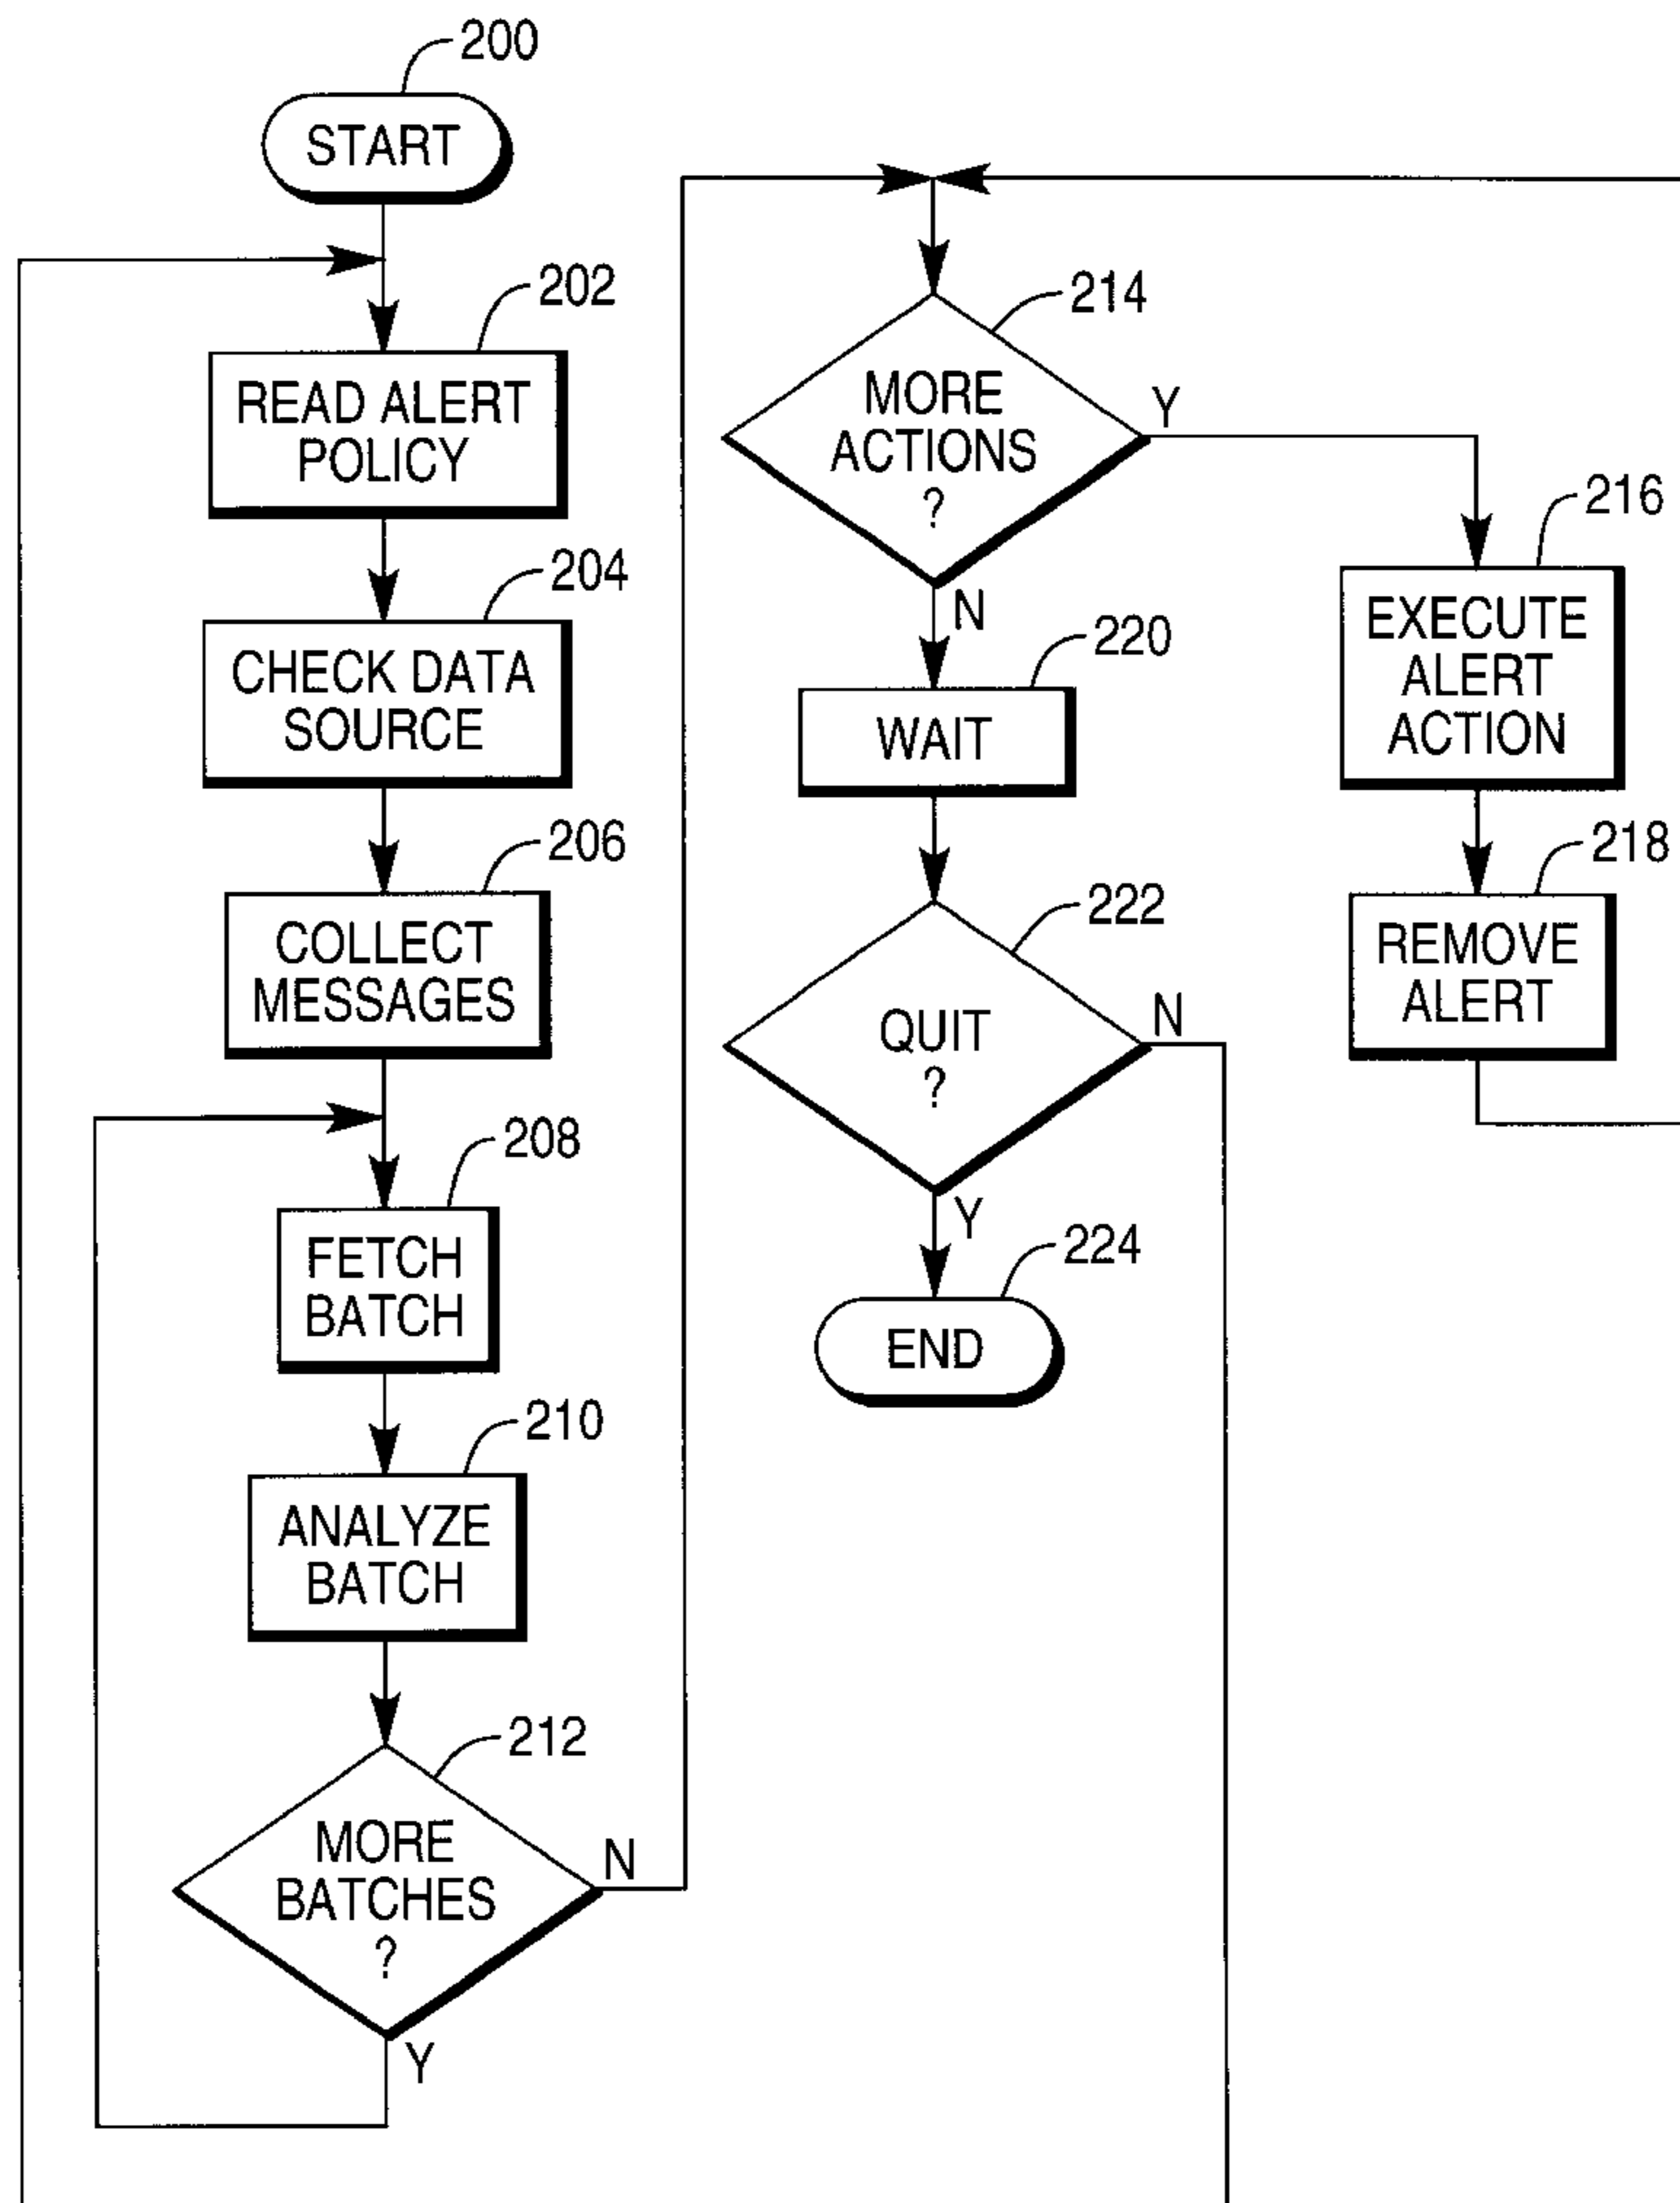 200
START
202
READ ALERT
POLICY
204
CHECK DATA
SOURCE
206
COLLECT
MESSAGES
208
FETCH
BATCH
210
ANALYZE
BATCH
212
MORE
BATCHES
?
N
Y
214
MORE
ACTIONS
?
Y
N
216
EXECUTE
ALERT
ACTION
218
REMOVE
ALERT
220
WAIT
222
QUIT
?
N
Y
224
END